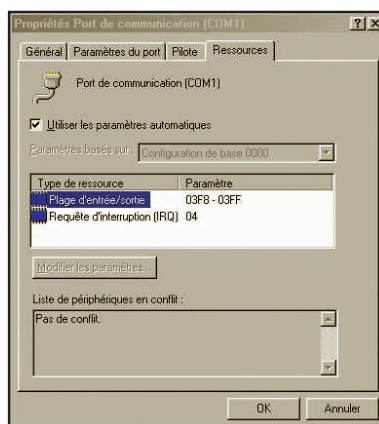 Propriétés Port de communication (COM1)
Général Paramètres du port Pilote Ressources
Port de communication (COM1)
Utiliser les paramètres automatiques
Paramètres basés sur: Configuration de base 0000
Type de ressource Paramètre
Plage d'entrée/sortie 03F8 - 03FF
Requête d'interruption (IRQ) 04
Modifier les paramètres...
Liste de périphériques en conflit :
Pas de conflit.
OK Annuler